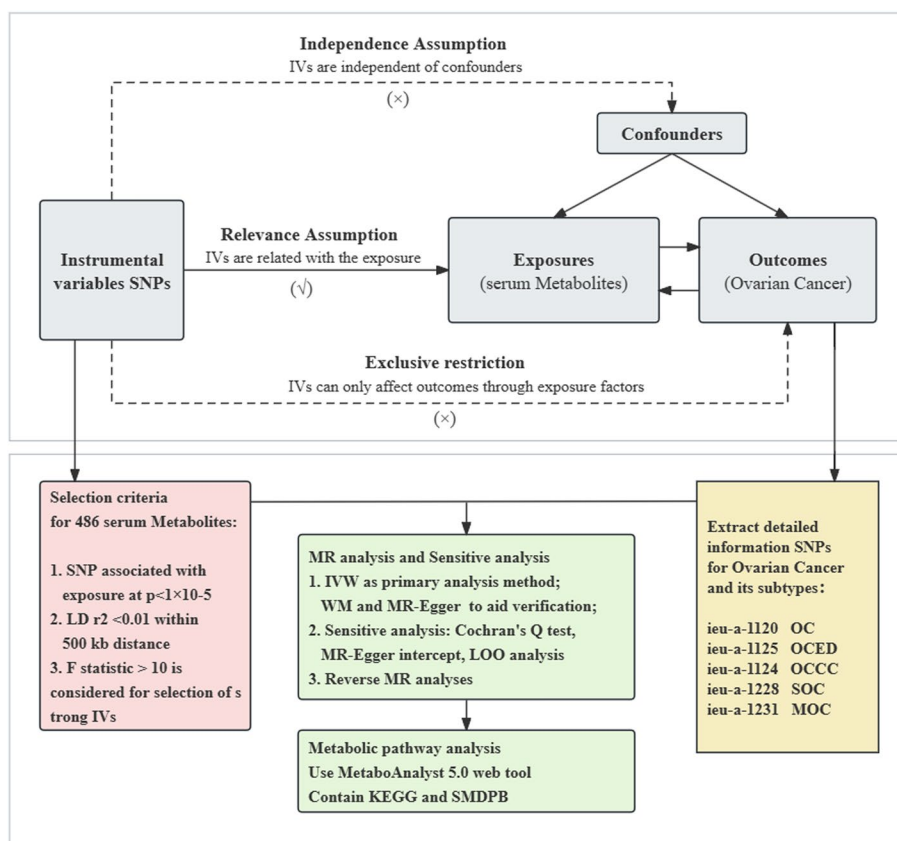 Independence Assumption
IVs are independent of confounders
(×)
Confounders
Instrumental
variables SNPs
Relevance Assumption
IVs are related with the exposure
(√)
Exposures
(serum Metabolites)
Outcomes
(Ovarian Cancer)
Exclusive restriction
IVs can only affect outcomes through exposure factors
(×)
Selection criteria
for 486 serum Metabolites:
1. SNP associated with
exposure at p<1×10-5
2. LD r2 <0.01 within
500 kb distance
3. F statistic > 10 is
considered for selection of s
trong IVs
MR analysis and Sensitive analysis
1. IVW as primary analysis method;
WM and MR-Egger to aid verification;
2. Sensitive analysis: Cochran's Q test,
MR-Egger intercept, LOO analysis
3. Reverse MR analyses
Metabolic pathway analysis
Use MetaboAnalyst 5.0 web tool
Contain KEGG and SMDPB
Extract detailed
information SNPs
for Ovarian Cancer
and its subtypes：
ieu-a-1120 OC
ieu-a-1125 OCED
ieu-a-1124 OCCC
ieu-a-1228 SOC
ieu-a-1231 MOC